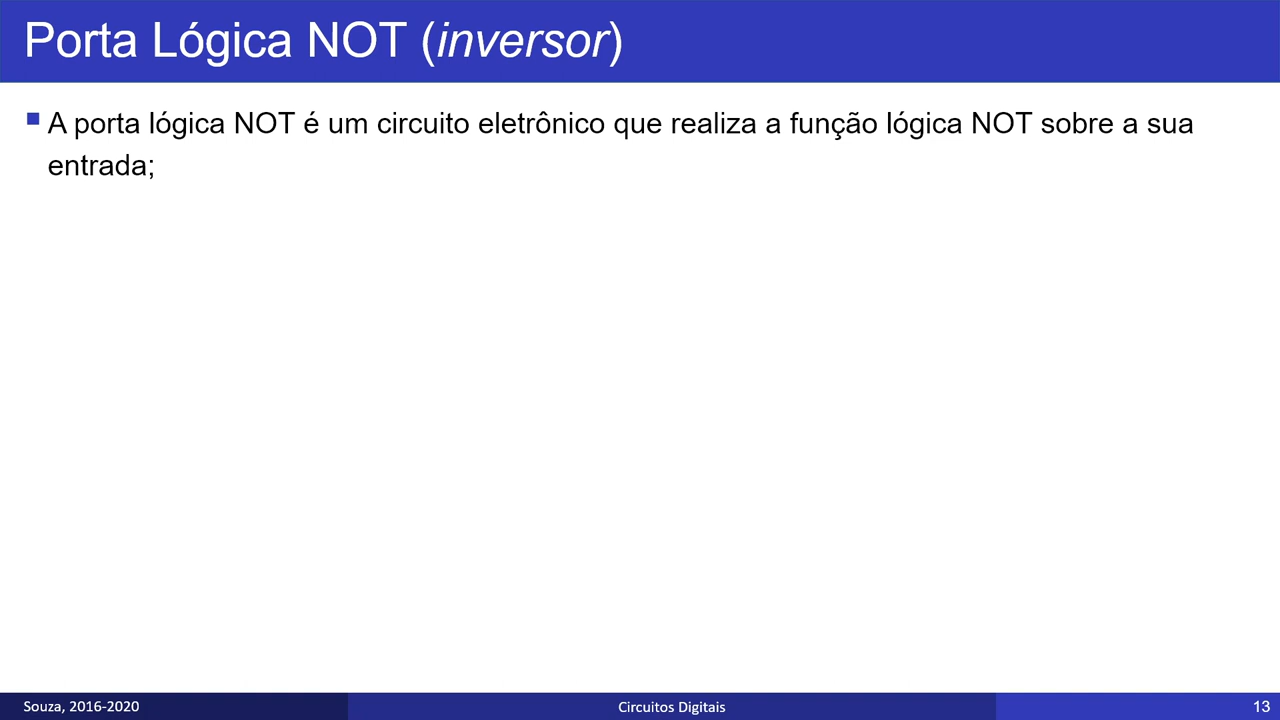 Porta Lógica NOT (inversor)
A porta lógica NOT é um circuito eletrônico que realiza a função lógica NOT sobre a sua
entrada;
Souza, 2016-2020
Circuitos Digitais
13